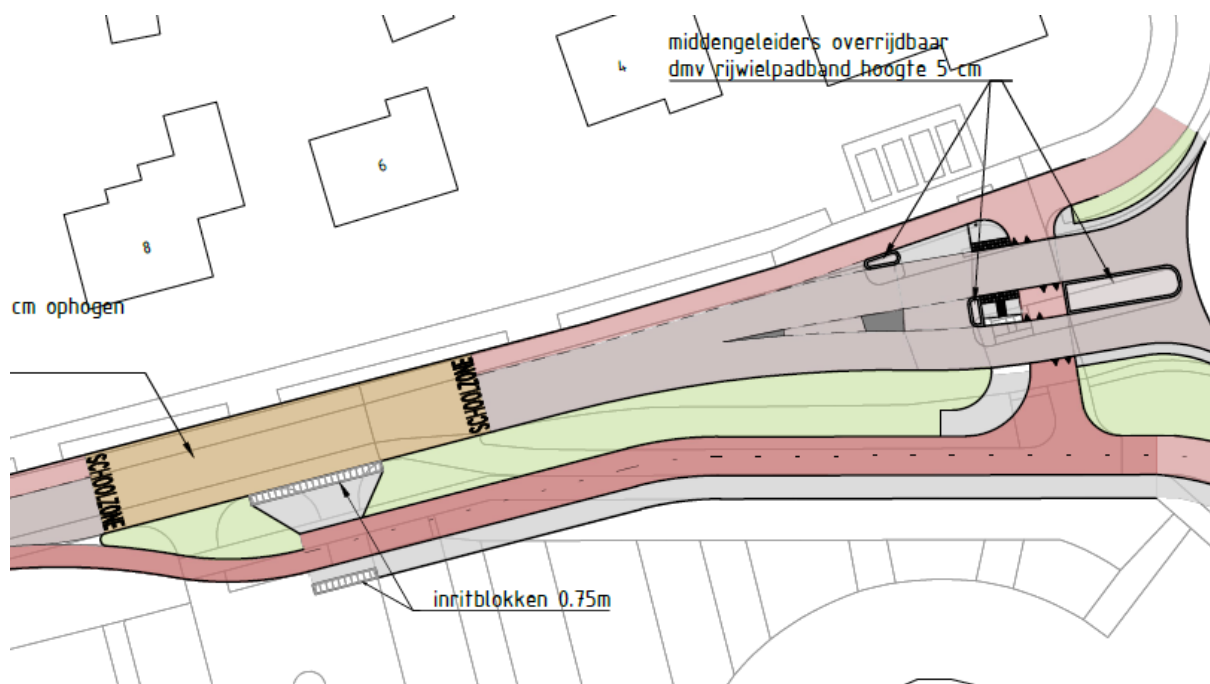 middengeleiders overrijdbaar
dmv rijwielpadband hoogte 5 cm
4
6
8
cm ophogen
SCHOOLZONE
SCHOOLZONE
inritblokken 0.75m